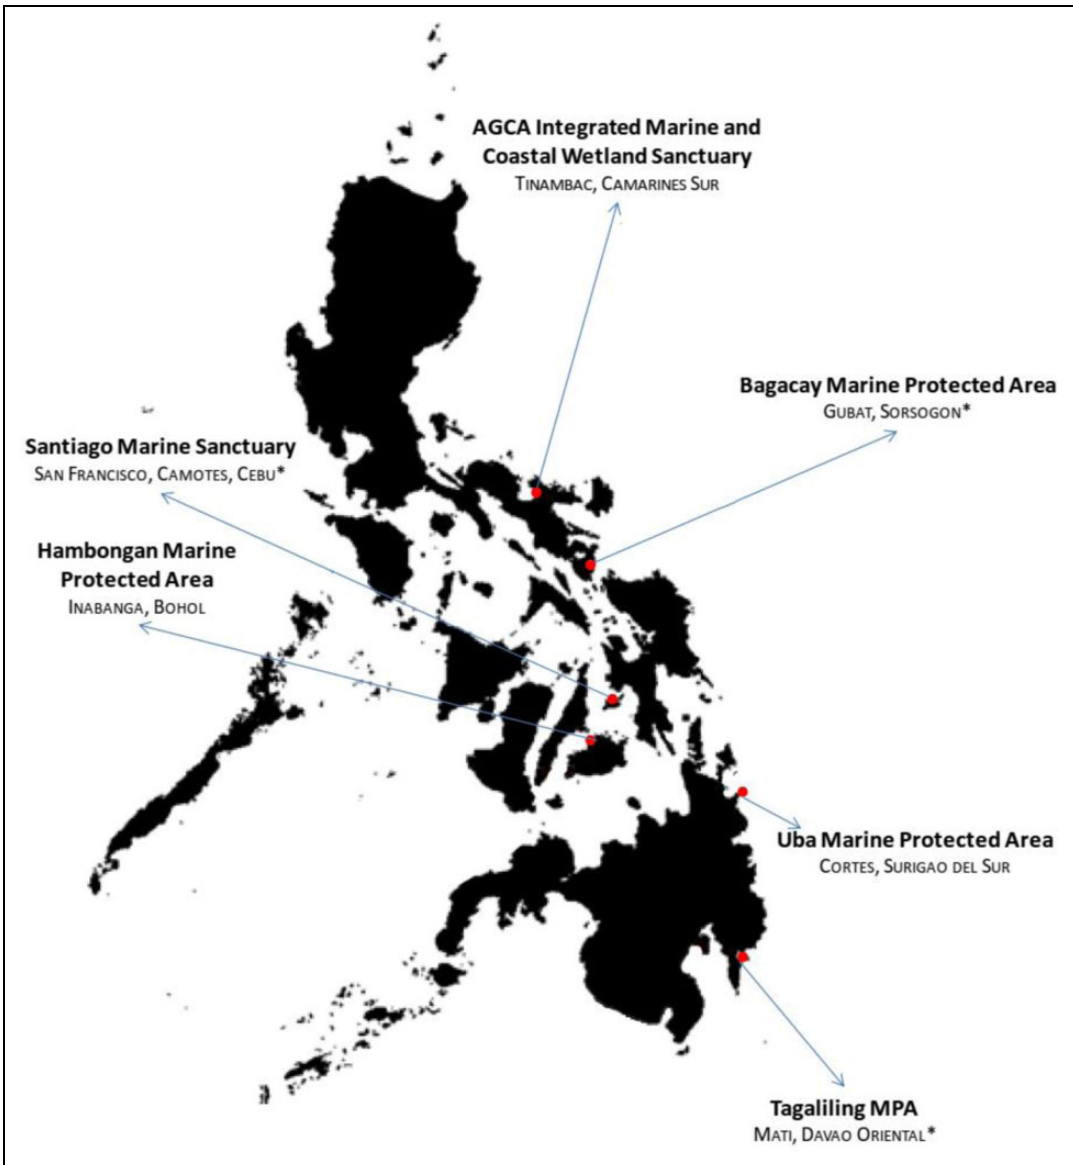 AGCA Integrated Marine and
Coastal Wetland Sanctuary
TINAMBAC, CAMARINES SUR
Bagacay Marine Protected Area
GUBAT, SORSOGON*
Santiago Marine Sanctuary
SAN FRANCISCO, CAMOTES, CEBU*
Hambongan Marine
Protected Area
INABANGA, BOHOL
Uba Marine Protected Area
CORTES, SURIGAO DEL SUR
Tagaliling MPA
MATI, DAVAO ORIENTAL*